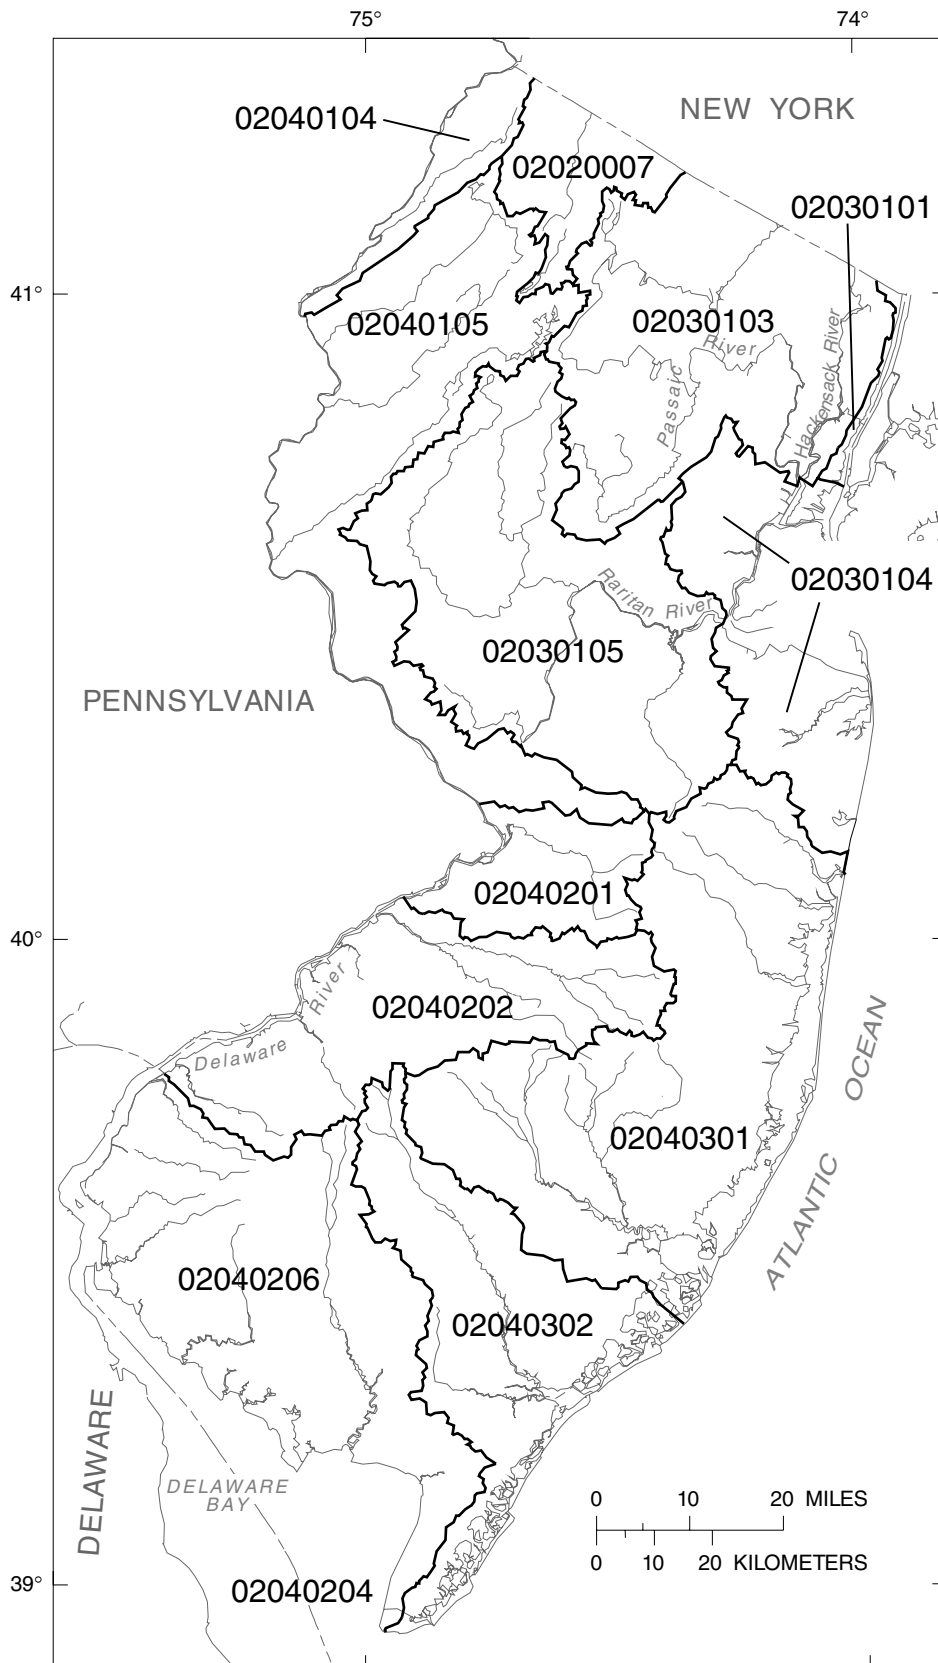 75°
74°
NEW YORK
02040104
02020007
02030101
41°
02040105
02030103
Passaic
River
Hackensack River
02030104
Raritan River
02030105
PENNSYLVANIA
02040201
40°
02040202
Delaware
River
ATLANTIC
OCEAN
02040301
02040206
02040302
DELAWARE
DELAWARE
BAY
0 10 20 MILES
0 10 20 KILOMETERS
39°
02040204